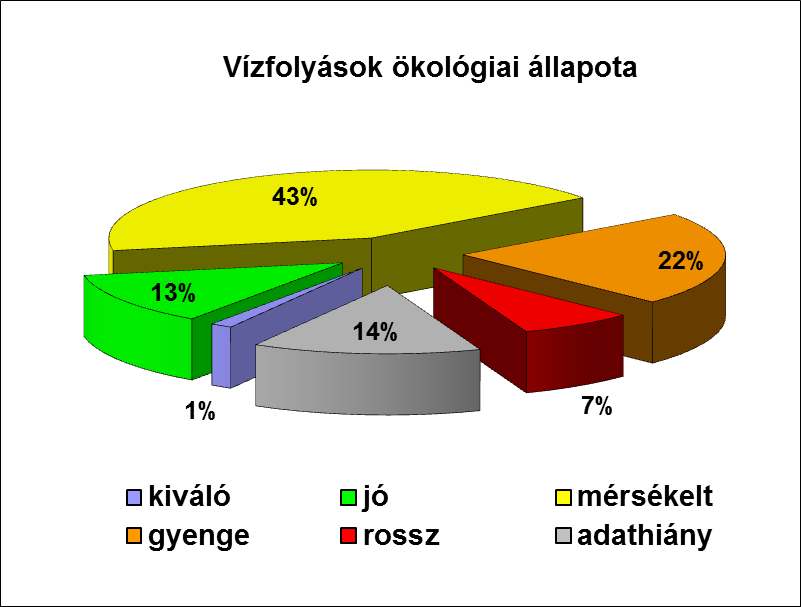 Vízfolyások ökológiai állapota
43%
22%
13%
14%
1%
7%
kiváló jó mérsékelt
gyenge rossz adathiány